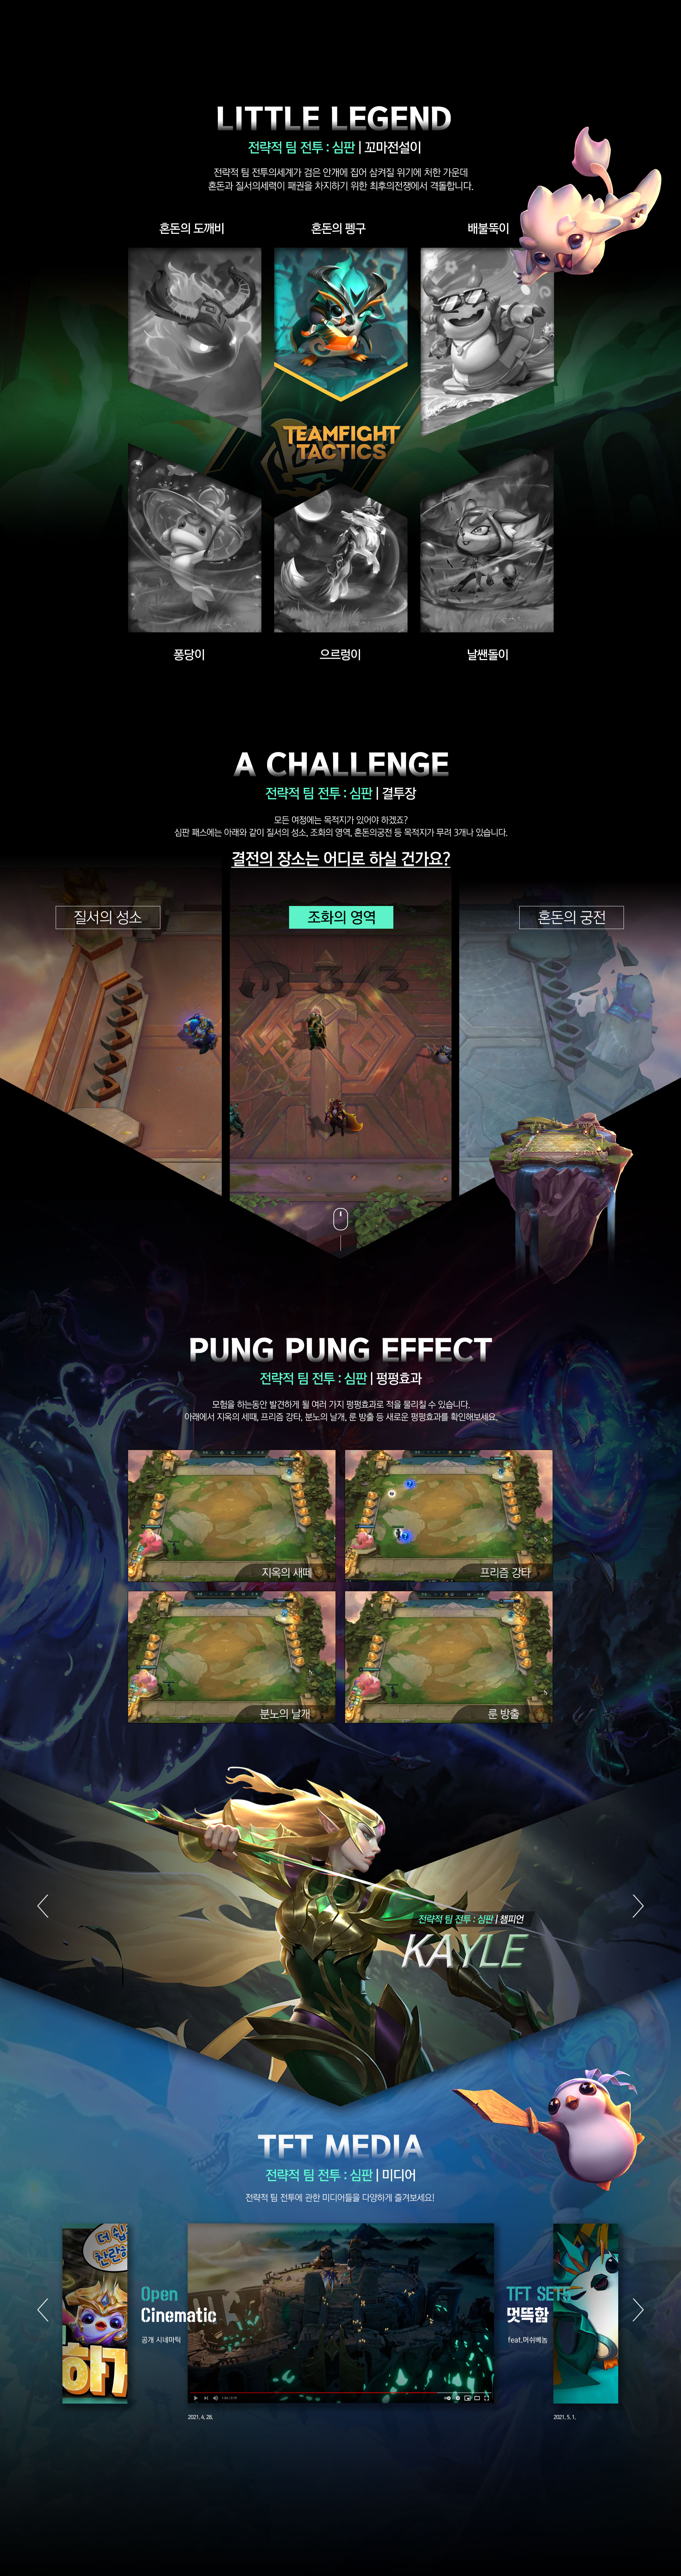 LITTLE LEGEND
전략적 팀 전투 : 심판 | 꼬마전설이
전략적 팀 전투의세계가 검은 안개에 집어 삼켜질 위기에 처한 가운데
혼돈과 질서의세력이 패권을 차지하기 위한 최후의전쟁에서 격돌합니다.
혼돈의 도깨비
혼돈의 펭구
배불뚝이
TEAMFIGHT
TACTICS
퐁당이
으르렁이
날쌘돌이
A CHALLENGE
전략적 팀 전투 : 심판 | 결투장
모든 여정에는 목적지가 있어야 하겠죠?
심판 패스에는 아래와 같이 질서의 성소, 조화의 영역, 혼돈의궁전 등 목적지가 무려 3개나 있습니다.
결전의 장소는 어디로 하실 건가요?
질서의 성소
조화의 영역
혼돈의 궁전
3/3
PUNG PUNG EFFECT
전략적 팀 전투 : 심판 | 펑펑효과
모험을 하는동안 발견하게 될 여러 가지 펑펑효과로 적을 물리칠 수 있습니다.
아래에서 지옥의 세떼, 프리즘 강타, 분노의 날개, 룬 방출 등 새로운 펑펑효과를 확인해보세요.
지옥의 새떼
프리즘 강타
분노의 날개
룬 방출
전략적 팀 전투 : 심판 | 챔피언
KAYLE
TFT MEDIA
전략적 팀 전투 : 심판 | 미디어
전략적 팀 전투에 관한 미디어들을 다양하게 즐겨보세요!
더 쉽
찬란한
하기
Open
Cinematic
공개 시네마틱
TFT SET5
멋뚝함
feat.머쉬베놈
2021. 4. 28.
2021. 5. 1.